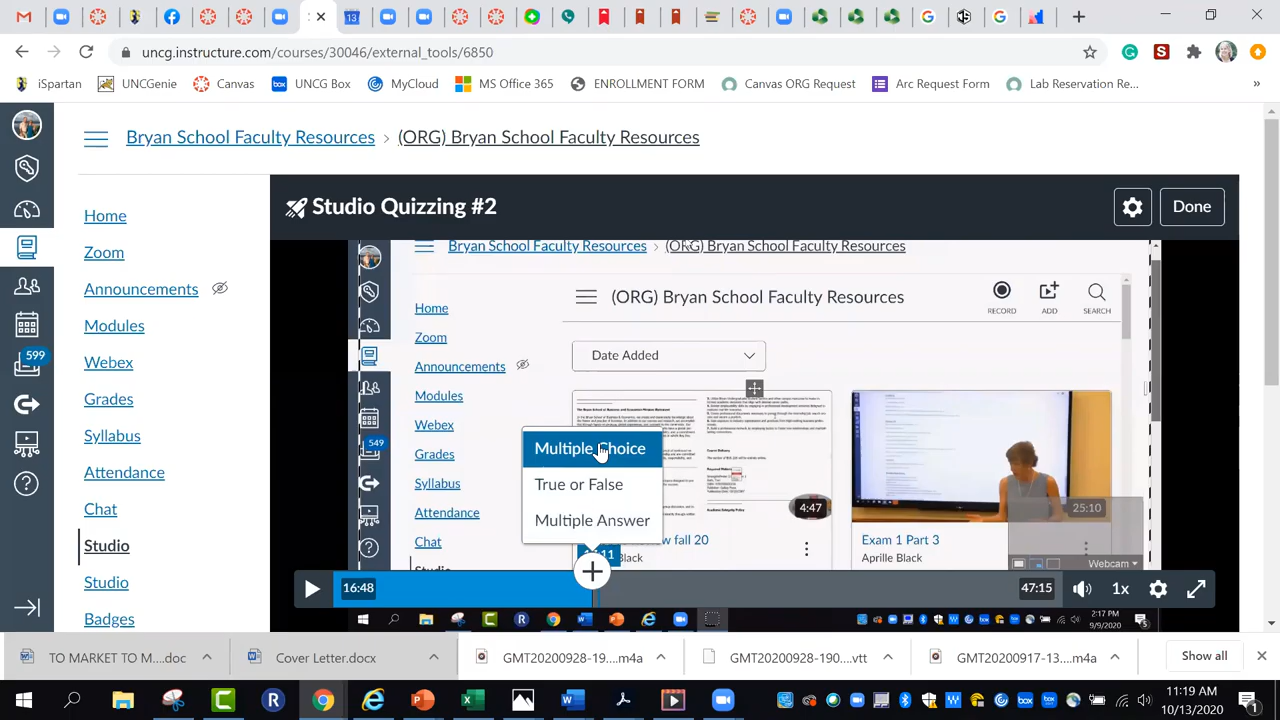 13
uncg.instructure.com/courses/30046/external_tools/6850
iSpartan UNCGenie Canvas UNCG Box MyCloud MS Office 365 ENROLLMENT FORM Canvas ORG Request Arc Request Form Lab Reservation Re... »
Bryan School Faculty Resources > (ORG) Bryan School Faculty Resources
Studio Quizzing #2
Done
Home
Zoom
Announcements
Modules
Webex
Grades
Syllabus
Attendance
Chat
Studio
Studio
Badges
599
Bryan School Faculty Resources > (ORG) Bryan School Faculty Resources
(ORG) Bryan School Faculty Resources
RECORD ADD SEARCH
Home
Zoom
Announcements
Modules
Webex
Grades
Syllabus
Attendance
Chat
549
Date Added
Multiple Choice
True or False
Multiple Answer
4:47
25:10
fall 20
Black
Exam 1 Part 3
Aprille Black
Webcam
16:48
47:15
1x
2:17 PM
9/9/2020
TO MARKET TO M....doc
Cover Letter.docx
GMT20200928-19....m4a
GMT20200928-190....vtt
GMT20200917-13....m4a
Show all
11:19 AM
10/13/2020
1